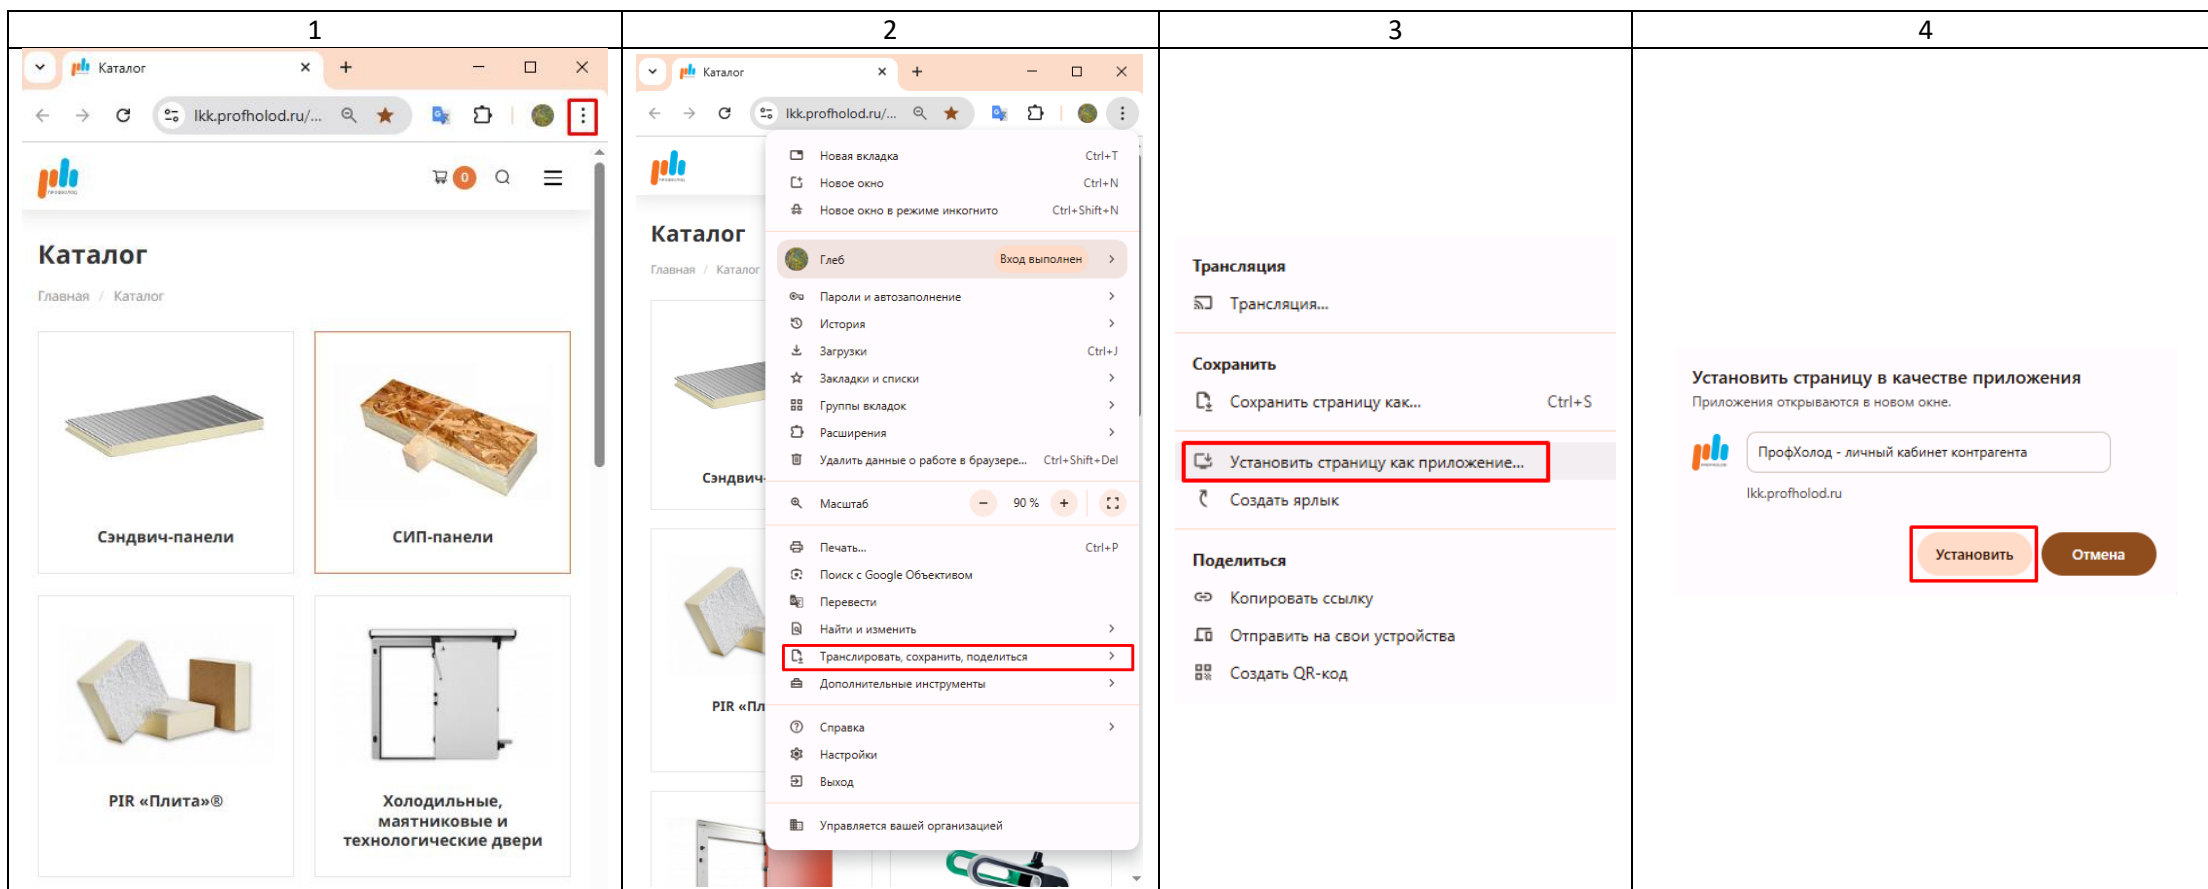 1
2
3
4
Каталог
lkk.profholod.ru/...
0
Каталог
Главная / Каталог
Сэндвич-панели
СИП-панели
PIR «Плита»®
Холодильные,
маятниковые и
технологические двери
Каталог
lkk.profholod.ru/...
Каталог
Главная / Каталог
Сэндвич-
PIR «Пл
Новая вкладка Ctrl+T
Новое окно Ctrl+N
Новое окно в режиме инкогнито Ctrl+Shift+N
Глеб Вход выполнен
Пароли и автозаполнение
История
Загрузки Ctrl+J
Закладки и списки
Группы вкладок
Расширения
Удалить данные о работе в браузере... Ctrl+Shift+Del
Масштаб − 90 % +
Печать... Ctrl+P
Поиск с Google Объективом
Перевести
Найти и изменить
Транслировать, сохранить, поделиться
Дополнительные инструменты
Справка
Настройки
Выход
Управляется вашей организацией
Трансляция
Трансляция...
Сохранить
Сохранить страницу как... Ctrl+S
Установить страницу как приложение...
Создать ярлык
Поделиться
Копировать ссылку
Отправить на свои устройства
Создать QR-код
Установить страницу в качестве приложения
Приложения открываются в новом окне.
ПрофХолод - личный кабинет контрагента
lkk.profholod.ru
Установить
Отмена